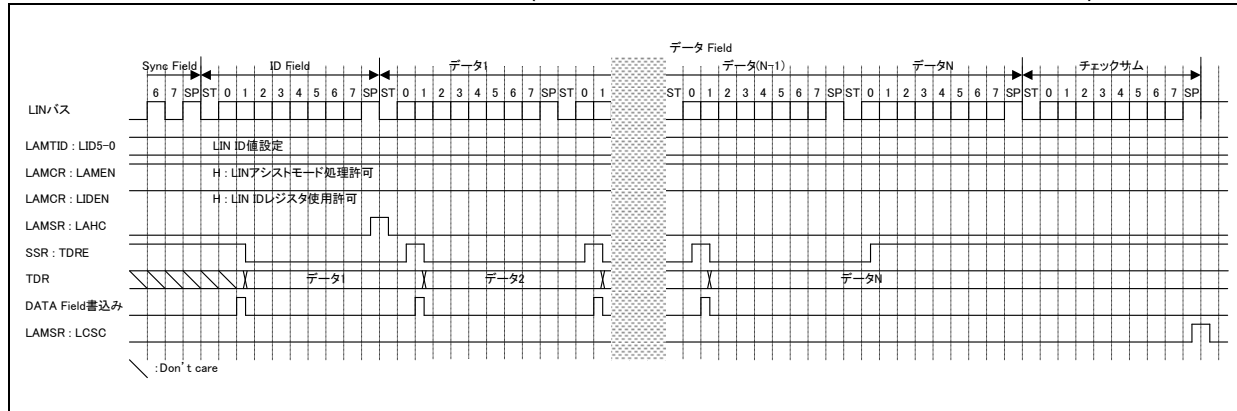 データ Field
Sync Field ID Field データ1 データ(N-1) データN チェックサム
6 7 SP ST 0 1 2 3 4 5 6 7 SP ST 0 1 2 3 4 5 6 7 SP ST 0 1 ST 0 1 2 3 4 5 6 7 SP ST 0 1 2 3 4 5 6 7 SP ST 0 1 2 3 4 5 6 7 SP
LINバス
LAMTID : LID5-0 LIN ID値設定
LAMCR : LAMEN H : LINアシストモード処理許可
LAMCR : LIDEN H : LIN IDレジスタ使用許可
LAMSR : LAHC
SSR : TDRE
TDR データ1 データ2 データN
DATA Field書込み
LAMSR : LCSC
:Don't care